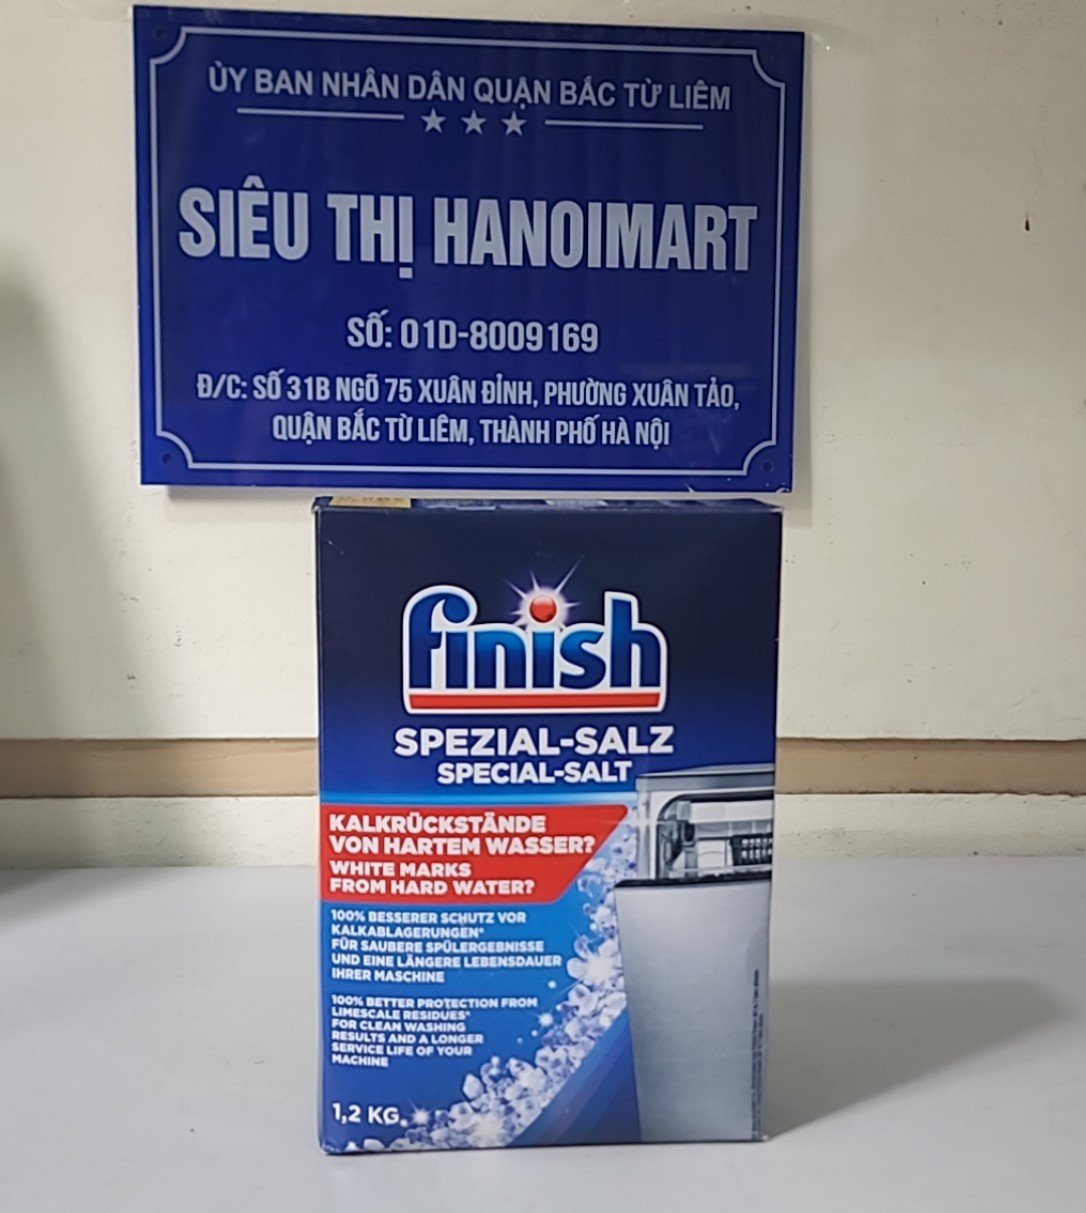 ỦY BAN NHÂN DÂN QUẬN BẮC TỪ LIÊM
SIÊU THỊ HANOIMART
SỐ: 01D-8009169
Đ/C: SỐ 31B NGÕ 75 XUÂN ĐỈNH, PHƯỜNG XUÂN TẢO,
QUẬN BẮC TỪ LIÊM, THÀNH PHỐ HÀ NỘI
finish
SPEZIAL-SALZ
SPECIAL-SALT
KALKRÜCKSTÄNDE
VON HARTEM WASSER?
WHITE MARKS
FROM HARD WATER?
100% BESSERER SCHUTZ VOR
KALKABLAGERUNGEN*
FÜR SAUBERE SPÜLERGEBNISSE
UND EINE LÄNGERE LEBENSDAUER
IHRER MASCHINE
100% BETTER PROTECTION FROM
LIMESCALE RESIDUES*
FOR CLEAN WASHING
RESULTS AND A LONGER
SERVICE LIFE OF YOUR
MACHINE
1,2 KG